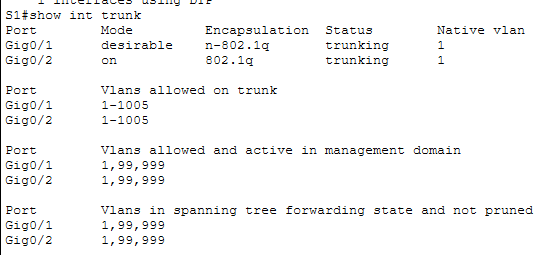 interfaces using DTP
S1#show int trunk
Port Mode Encapsulation Status Native vlan
Gig0/1 desirable n-802.1q trunking 1
Gig0/2 on 802.1q trunking 1
Port Vlans allowed on trunk
Gig0/1 1-1005
Gig0/2 1-1005
Port Vlans allowed and active in management domain
Gig0/1 1,99,999
Gig0/2 1,99,999
Port Vlans in spanning tree forwarding state and not pruned
Gig0/1 1,99,999
Gig0/2 1,99,999